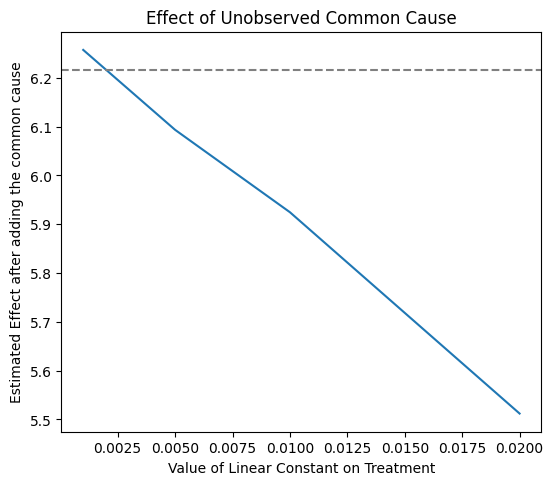 Effect of Unobserved Common Cause
Estimated Effect after adding the common cause
6.2
6.1
6.0
5.9
5.8
5.7
5.6
5.5
0.0025 0.0050 0.0075 0.0100 0.0125 0.0150 0.0175 0.0200
Value of Linear Constant on Treatment